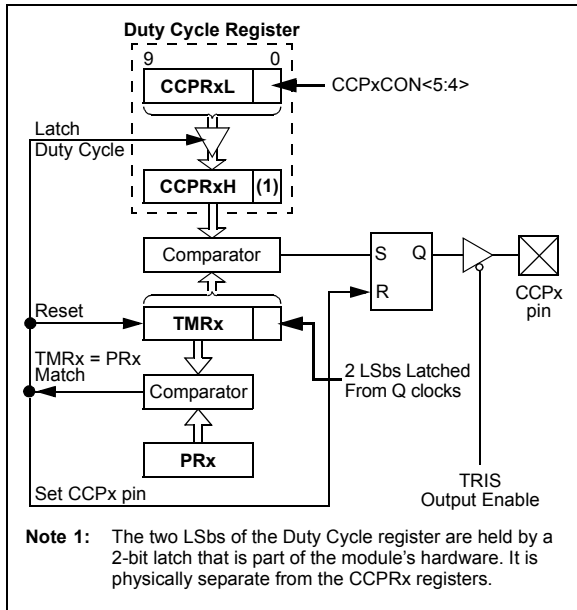 Duty Cycle Register
9 0
CCPRxL
CCPxCON<5:4>
Latch
Duty Cycle
CCPRxH (1)
Comparator
S Q
R
CCPx
pin
Reset
TMRx
TMRx = PRx
Match
2 LSbs Latched
From Q clocks
Comparator
PRx
Set CCPx pin
TRIS
Output Enable
Note 1: The two LSbs of the Duty Cycle register are held by a
2-bit latch that is part of the module's hardware. It is
physically separate from the CCPRx registers.